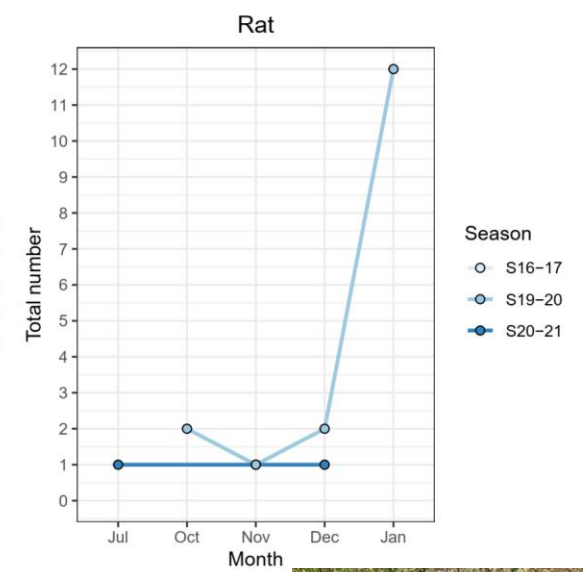 Rat
12
11
10
9
8
7
6
5
4
3
2
1
0
Total number
Jul Oct Nov Dec Jan
Month
Season
S16−17
S19−20
S20−21